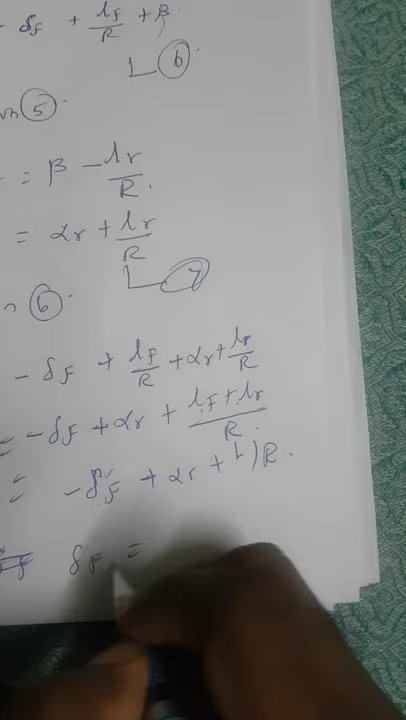 - δf + lf/R + β
6
5
= β - lr/R.
= αr + lr/R
7
6
- δf + lf/R + αr + lr/R
= -δf + αr + (lf + lr)/R.
= -δf + αr + L/R.
δf =